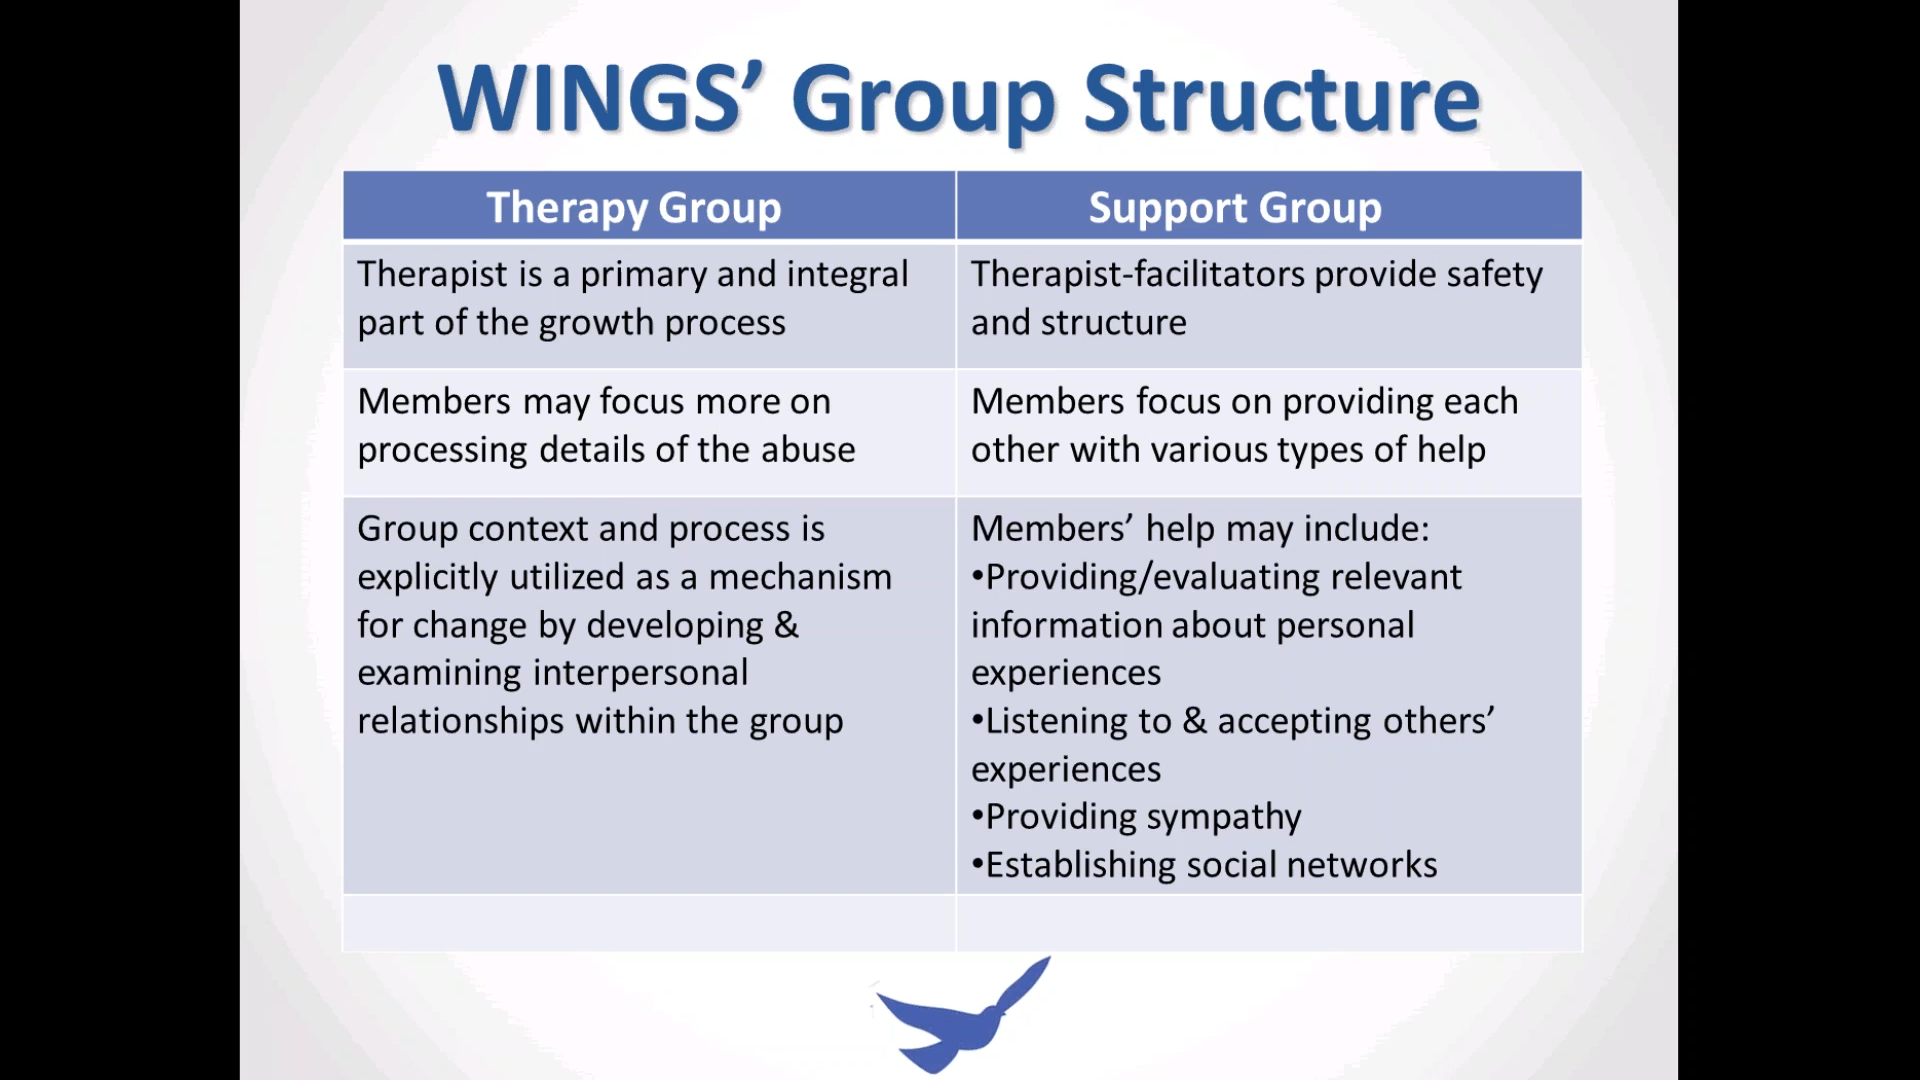 WINGS’ Group Structure
Therapy Group
Support Group
Therapist is a primary and integral
part of the growth process
Therapist-facilitators provide safety
and structure
Members may focus more on
processing details of the abuse
Members focus on providing each
other with various types of help
Group context and process is
explicitly utilized as a mechanism
for change by developing &
examining interpersonal
relationships within the group
Members’ help may include:
•Providing/evaluating relevant
information about personal
experiences
•Listening to & accepting others’
experiences
•Providing sympathy
•Establishing social networks